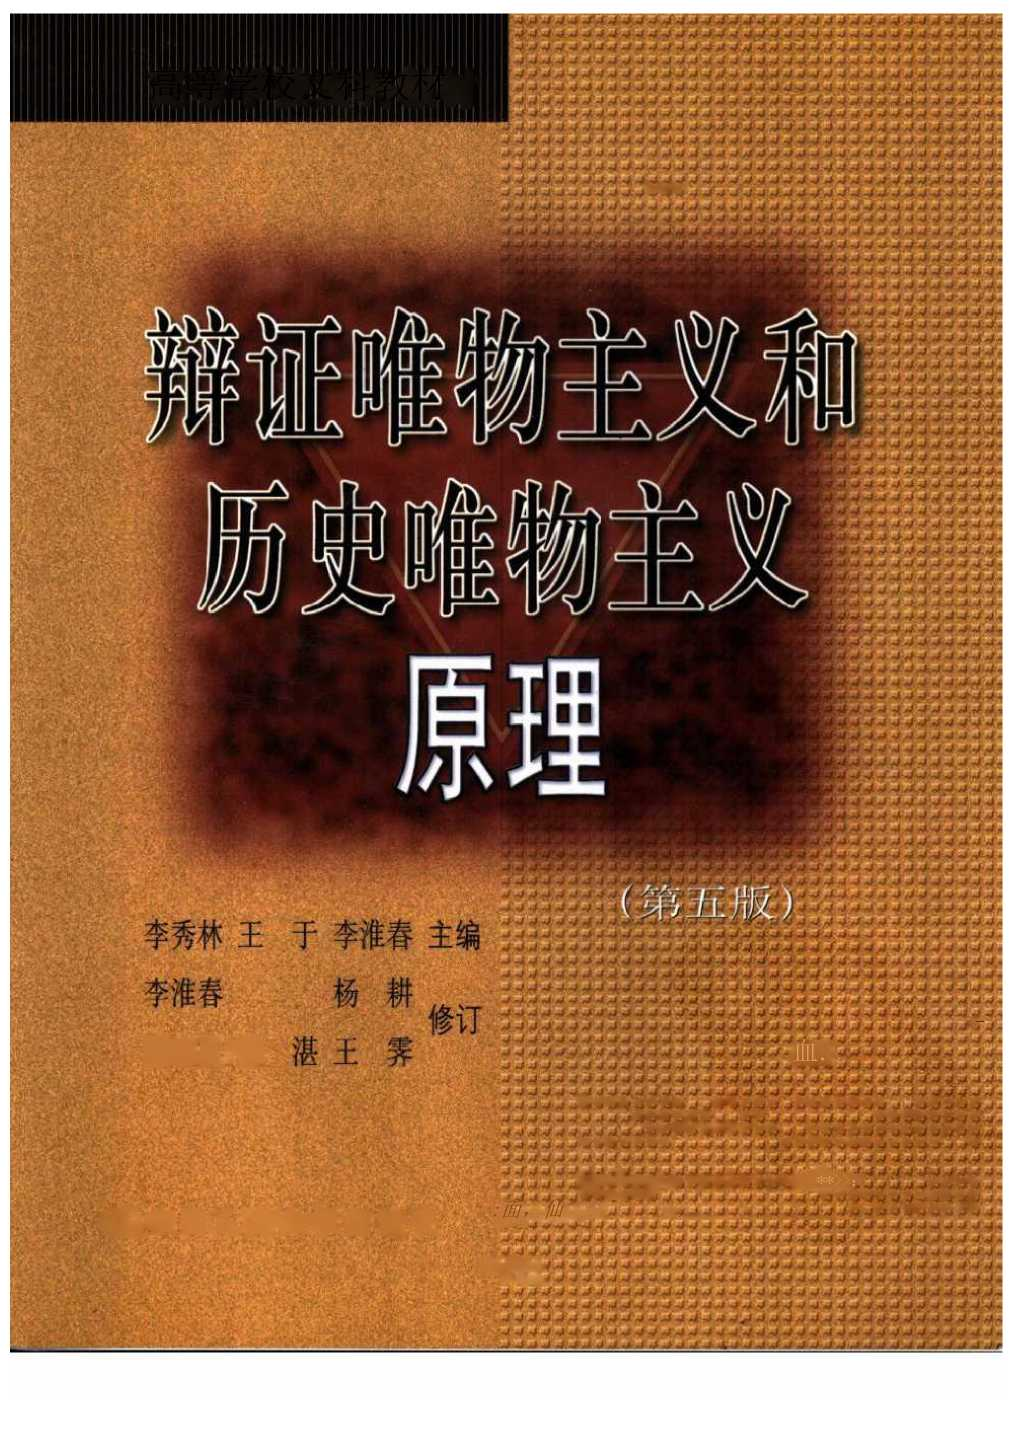 高等学校文科教材
辩证唯物主义和
历史唯物主义
原理
（第五版）
李秀林 王 于 李淮春 主编
李淮春 杨 耕
修订
湛 王 霁